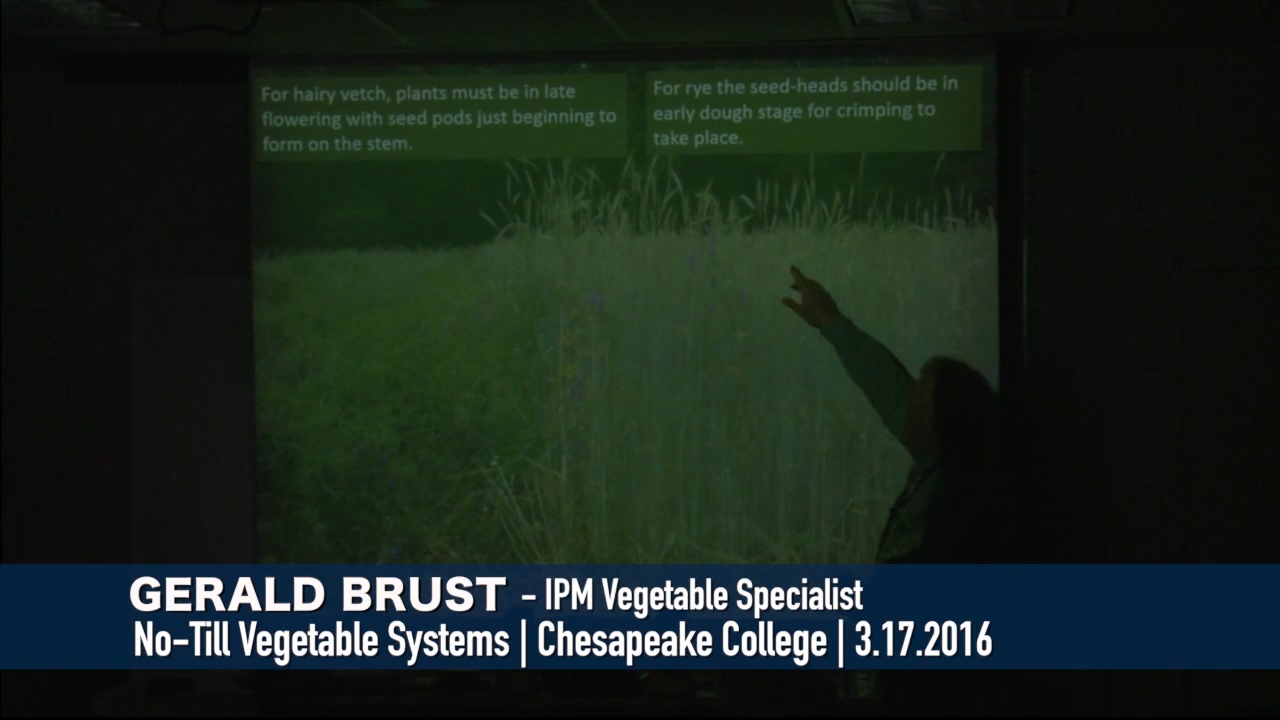 For hairy vetch, plants must be in late
flowering with seed pods just beginning to
form on the stem.
For rye the seed-heads should be in
early dough stage for crimping to
take place.
GERALD BRUST - IPM Vegetable Specialist
No-Till Vegetable Systems | Chesapeake College | 3.17.2016